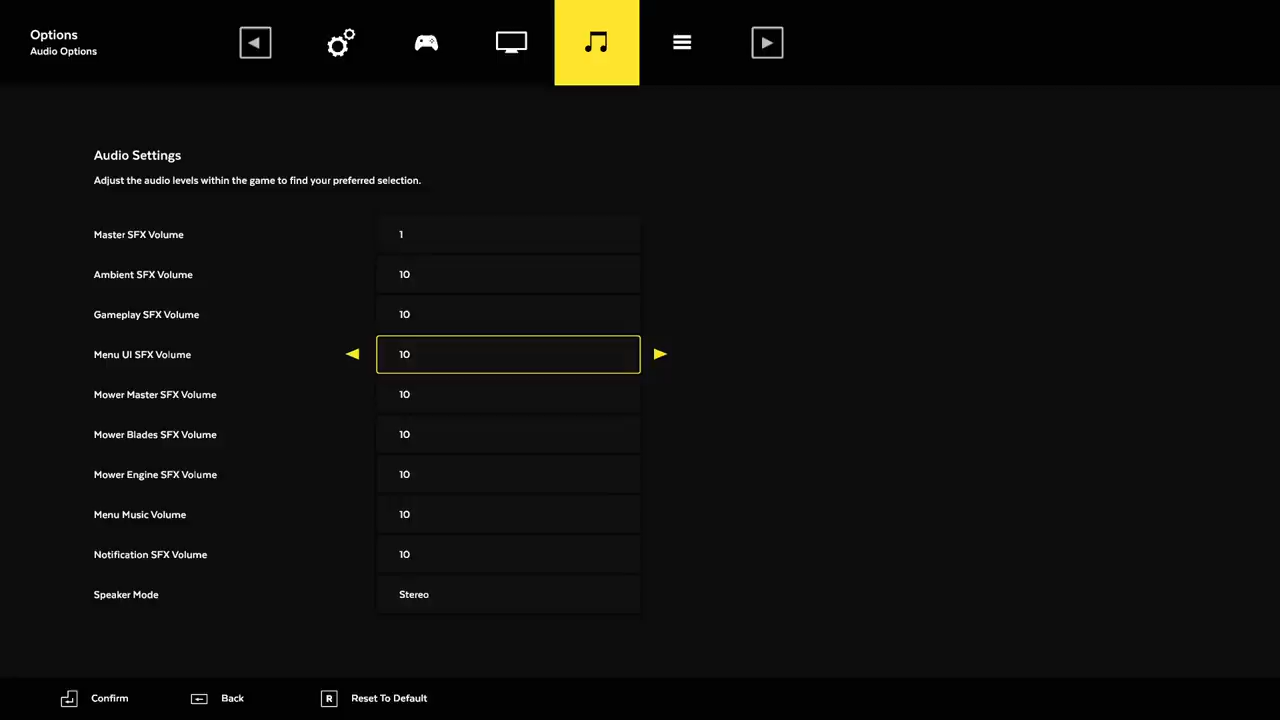 Options
Audio Options
Audio Settings
Adjust the audio levels within the game to find your preferred selection.
Master SFX Volume 1
Ambient SFX Volume 10
Gameplay SFX Volume 10
Menu UI SFX Volume 10
Mower Master SFX Volume 10
Mower Blades SFX Volume 10
Mower Engine SFX Volume 10
Menu Music Volume 10
Notification SFX Volume 10
Speaker Mode Stereo
Confirm Back R Reset To Default